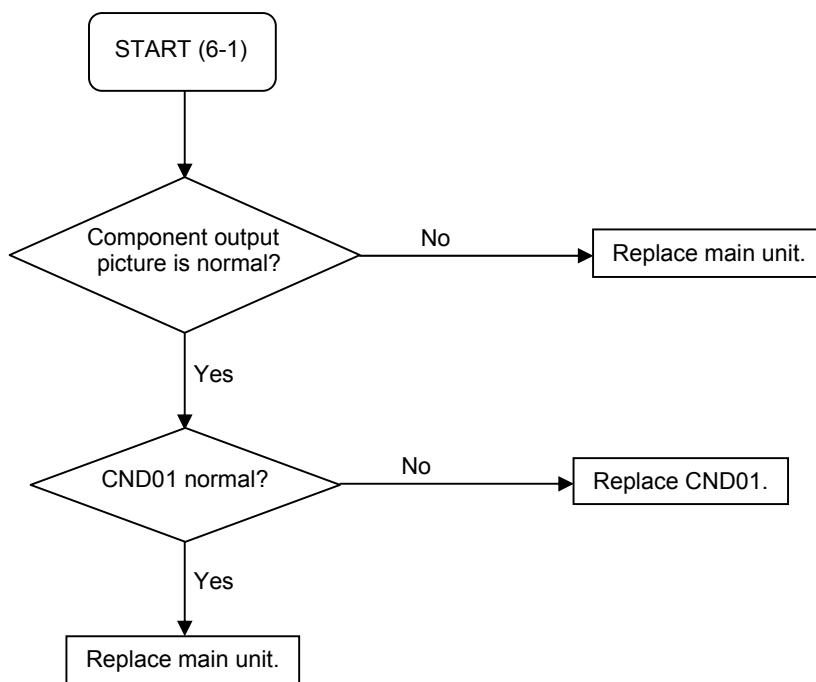 START (6-1)
Component output
picture is normal?
No
Replace main unit.
Yes
CND01 normal?
No
Replace CND01.
Yes
Replace main unit.